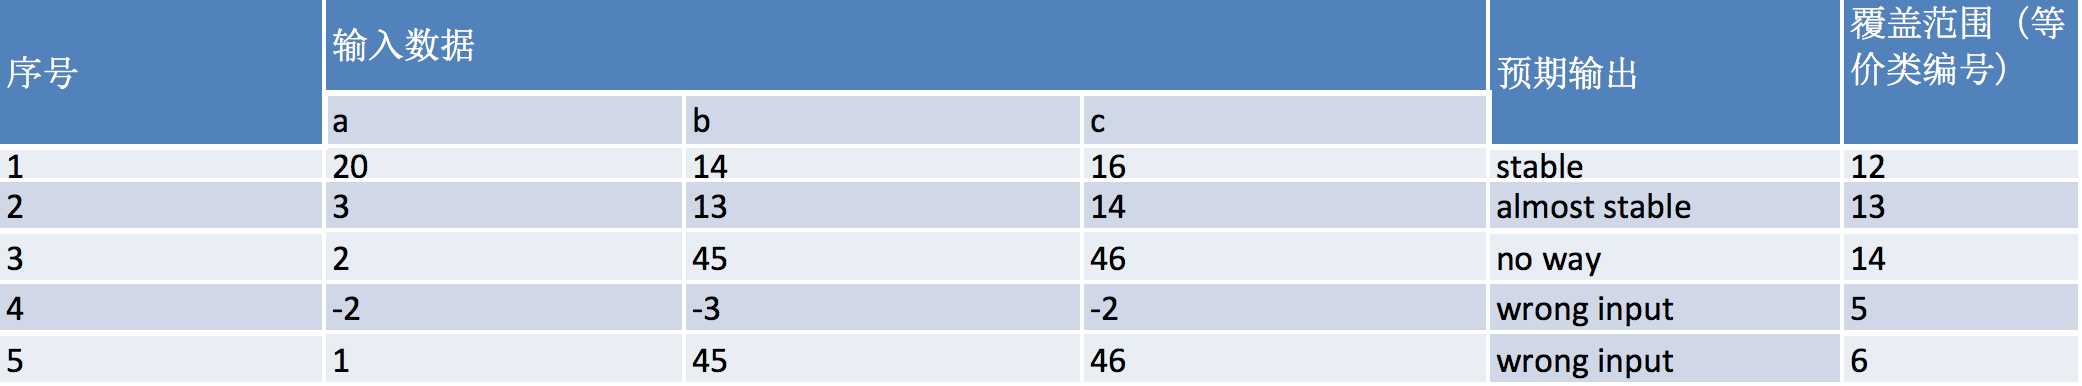 序号 输入数据 预期输出 覆盖范围（等
价类编号）
a b c
1 20 14 16 stable 12
2 3 13 14 almost stable 13
3 2 45 46 no way 14
4 -2 -3 -2 wrong input 5
5 1 45 46 wrong input 6